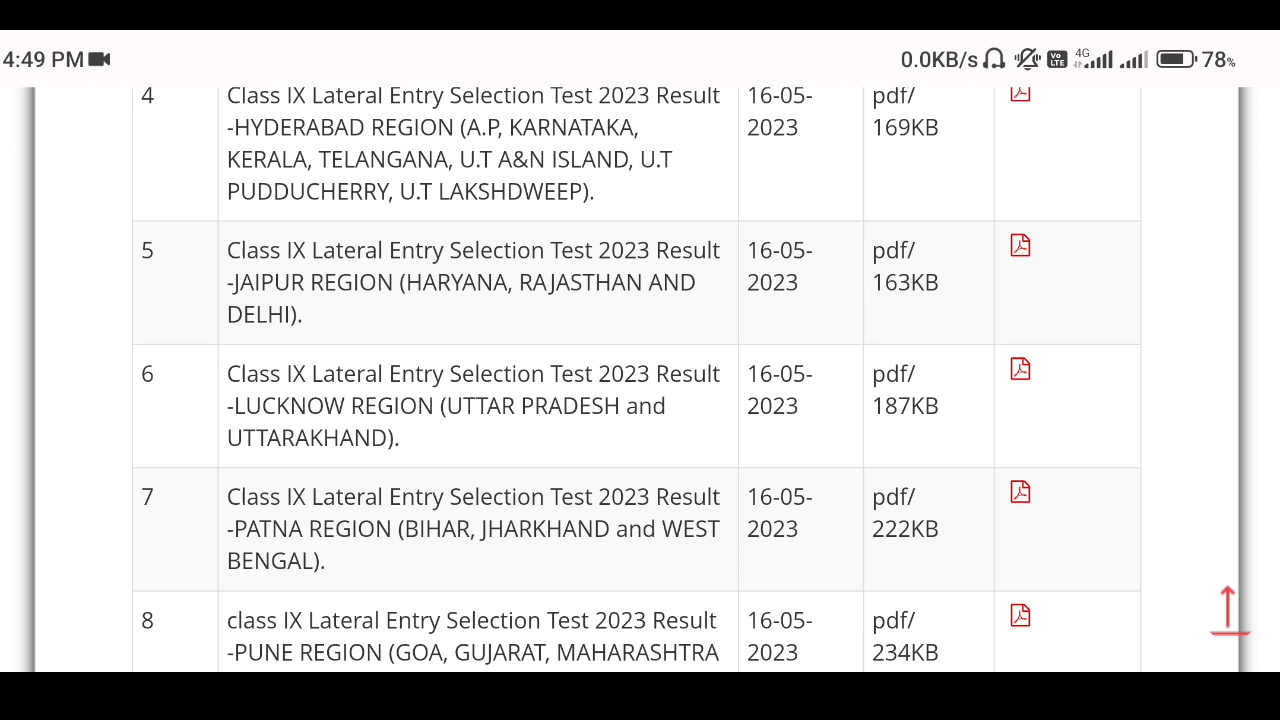 4:49 PM 0.0KB/s Vo LTE 4G 78%
4 Class IX Lateral Entry Selection Test 2023 Result 16-05- pdf/
-HYDERABAD REGION (A.P, KARNATAKA, 2023 169KB
KERALA, TELANGANA, U.T A&N ISLAND, U.T
PUDDUCHERRY, U.T LAKSHDWEEP).
5 Class IX Lateral Entry Selection Test 2023 Result 16-05- pdf/
-JAIPUR REGION (HARYANA, RAJASTHAN AND 2023 163KB
DELHI).
6 Class IX Lateral Entry Selection Test 2023 Result 16-05- pdf/
-LUCKNOW REGION (UTTAR PRADESH and 2023 187KB
UTTARAKHAND).
7 Class IX Lateral Entry Selection Test 2023 Result 16-05- pdf/
-PATNA REGION (BIHAR, JHARKHAND and WEST 2023 222KB
BENGAL).
8 class IX Lateral Entry Selection Test 2023 Result 16-05- pdf/
-PUNE REGION (GOA, GUJARAT, MAHARASHTRA 2023 234KB